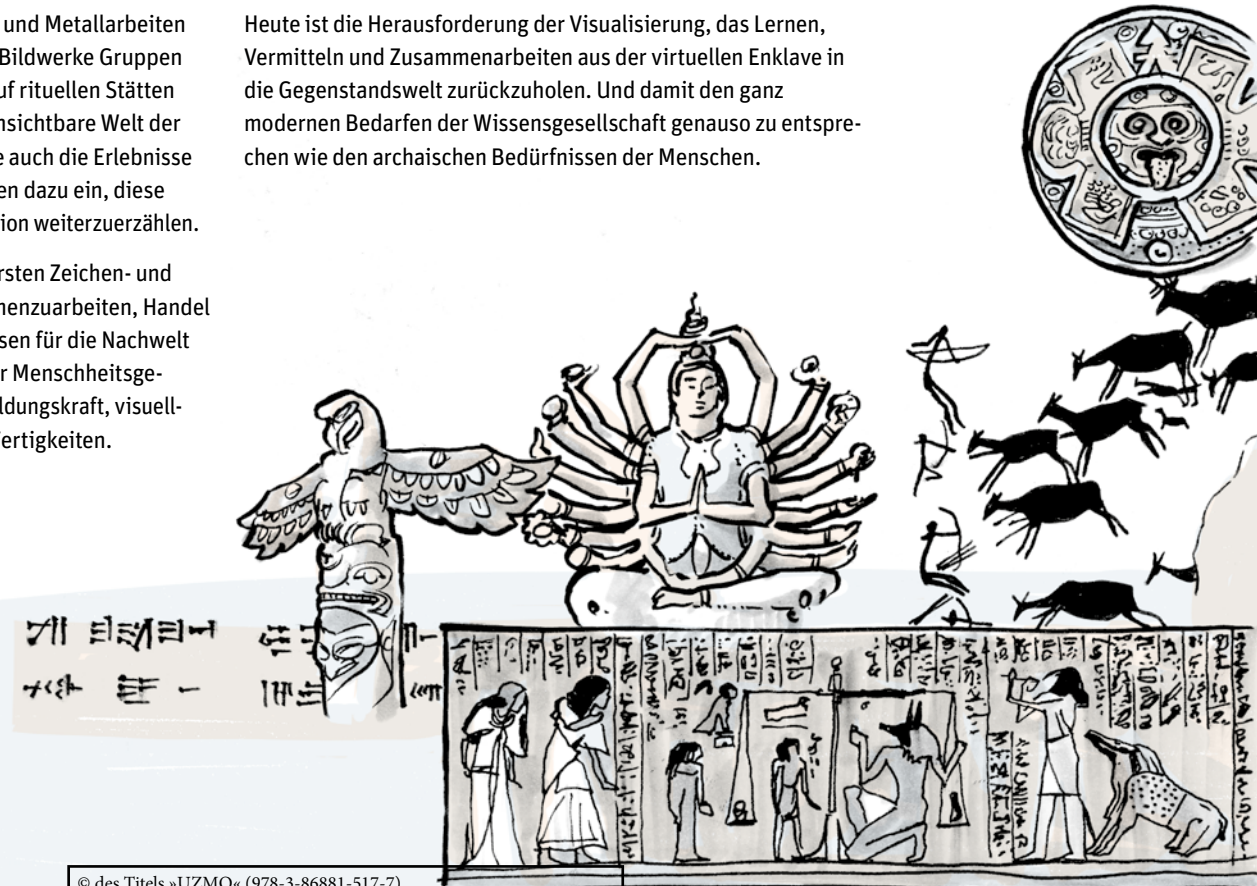 und Metallarbeiten
Bildwerke Gruppen
uf rituellen Stätten
nsichtbare Welt der
e auch die Erlebnisse
en dazu ein, diese
ion weiterzuerzählen.
rsten Zeichen- und
nenzuarbeiten, Handel
sen für die Nachwelt
r Menschheitsge-
ldungskraft, visuell-
ertigkeiten.
Heute ist die Herausforderung der Visualisierung, das Lernen,
Vermitteln und Zusammenarbeiten aus der virtuellen Enklave in
die Gegenstandswelt zurückzuholen. Und damit den ganz
modernen Bedarfen der Wissensgesellschaft genauso zu entspre-
chen wie den archaischen Bedürfnissen der Menschen.
© des Titels »UZMO« (978-3-86881-517-7)